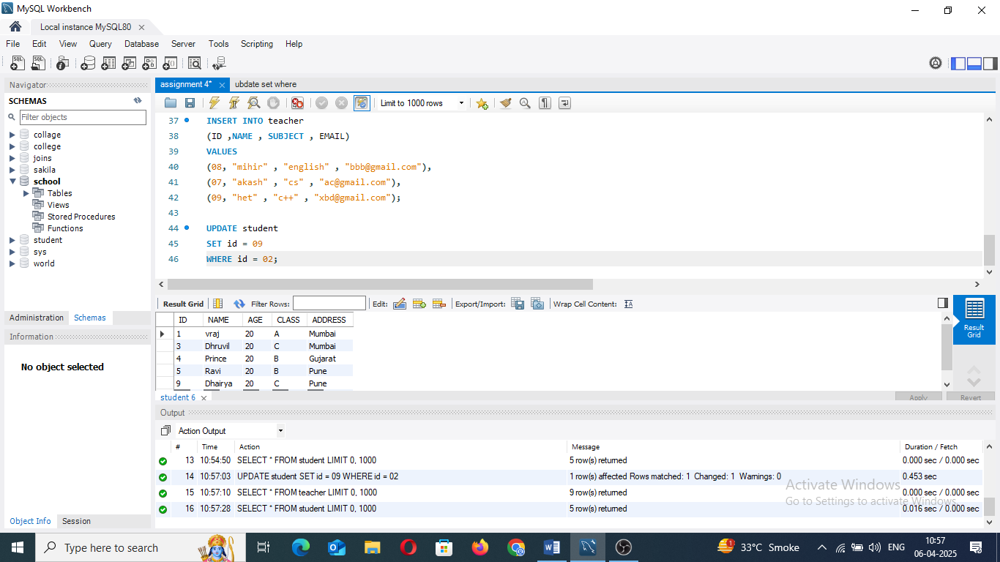 MySQL Workbench
Local instance MySQL80
File Edit View Query Database Server Tools Scripting Help
Navigator
SCHEMAS
Filter objects
collage
college
joins
sakila
school
Tables
Views
Stored Procedures
Functions
student
sys
world
Administration Schemas
Information
No object selected
Object Info Session
assignment 4* ubdate set where
Limit to 1000 rows
37 INSERT INTO teacher
38 (ID ,NAME , SUBJECT , EMAIL)
39 VALUES
40 (08, "mihir" , "english" , "bbb@gmail.com"),
41 (07, "akash" , "cs" , "ac@gmail.com"),
42 (09, "het" , "c++" , "xbd@gmail.com");
43
44 UPDATE student
45 SET id = 09
46 WHERE id = 02;
Result Grid Filter Rows: Edit: Export/Import: Wrap Cell Content:
ID NAME AGE CLASS ADDRESS
1 vraj 20 A Mumbai
3 Dhruvil 20 C Mumbai
4 Prince 20 B Gujarat
5 Ravi 20 B Pune
9 Dhairya 20 C Pune
Result
Grid
student 6 Apply Revert
Output
Action Output
# Time Action Message Duration / Fetch
13 10:54:50 SELECT * FROM student LIMIT 0, 1000 5 row(s) returned 0.000 sec / 0.000 sec
14 10:57:03 UPDATE student SET id = 09 WHERE id = 02 1 row(s) affected Rows matched: 1 Changed: 1 Warnings: 0 0.453 sec
15 10:57:10 SELECT * FROM teacher LIMIT 0, 1000 9 row(s) returned 0.000 sec / 0.000 sec
16 10:57:28 SELECT * FROM student LIMIT 0, 1000 5 row(s) returned 0.016 sec / 0.000 sec
Activate Windows
Go to Settings to activate Windows.
Type here to search
1
33°C Smoke
ENG
10:57
06-04-2025